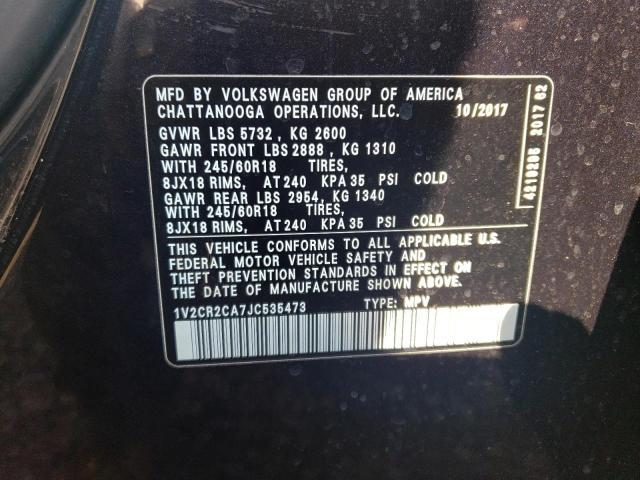 MFD BY VOLKSWAGEN GROUP OF AMERICA
CHATTANOOGA OPERATIONS, LLC. 10/2017
GVWR LBS 5732 , KG 2600
GAWR FRONT LBS 2888 , KG 1310
WITH 245/60R18 TIRES,
8JX18 RIMS, AT 240 KPA 35 PSI COLD
GAWR REAR LBS 2954, KG 1340
WITH 245/60R18 TIRES,
8JX18 RIMS, AT 240 KPA 35 PSI COLD
THIS VEHICLE CONFORMS TO ALL APPLICABLE U.S.
FEDERAL MOTOR VEHICLE SAFETY AND
THEFT PREVENTION STANDARDS IN EFFECT ON
THE DATE OF MANUFACTURE SHOWN ABOVE.
1V2CR2CA7JC535473 TYPE: MPV
4210206 2017 62